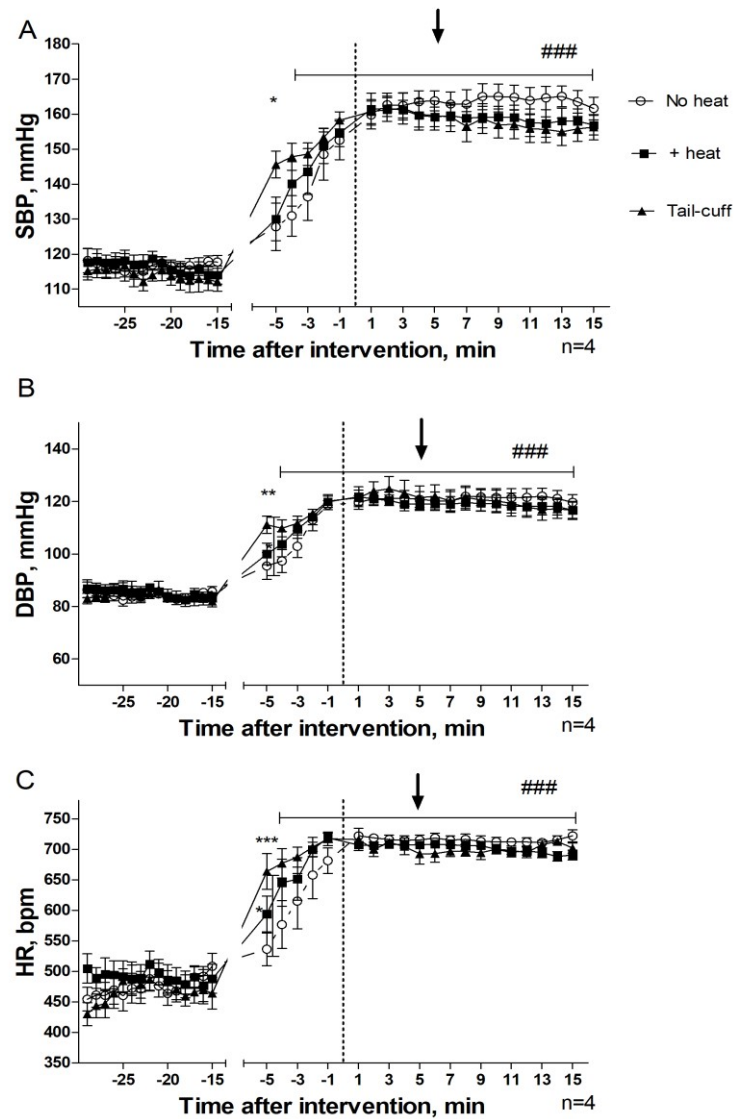 A
180
170
160
150
140
130
120
110
SBP, mmHg
*
###
No heat
+ heat
Tail-cuff
-25 -20 -15 -5 -3 -1 1 3 5 7 9 11 13 15
Time after intervention, min
n=4
B
140
120
100
80
60
DBP, mmHg
**
*
###
-25 -20 -15 -5 -3 -1 1 3 5 7 9 11 13 15
Time after intervention, min
n=4
C
750
700
650
600
550
500
450
400
350
HR, bpm
***
*
###
-25 -20 -15 -5 -3 -1 1 3 5 7 9 11 13 15
Time after intervention, min
n=4